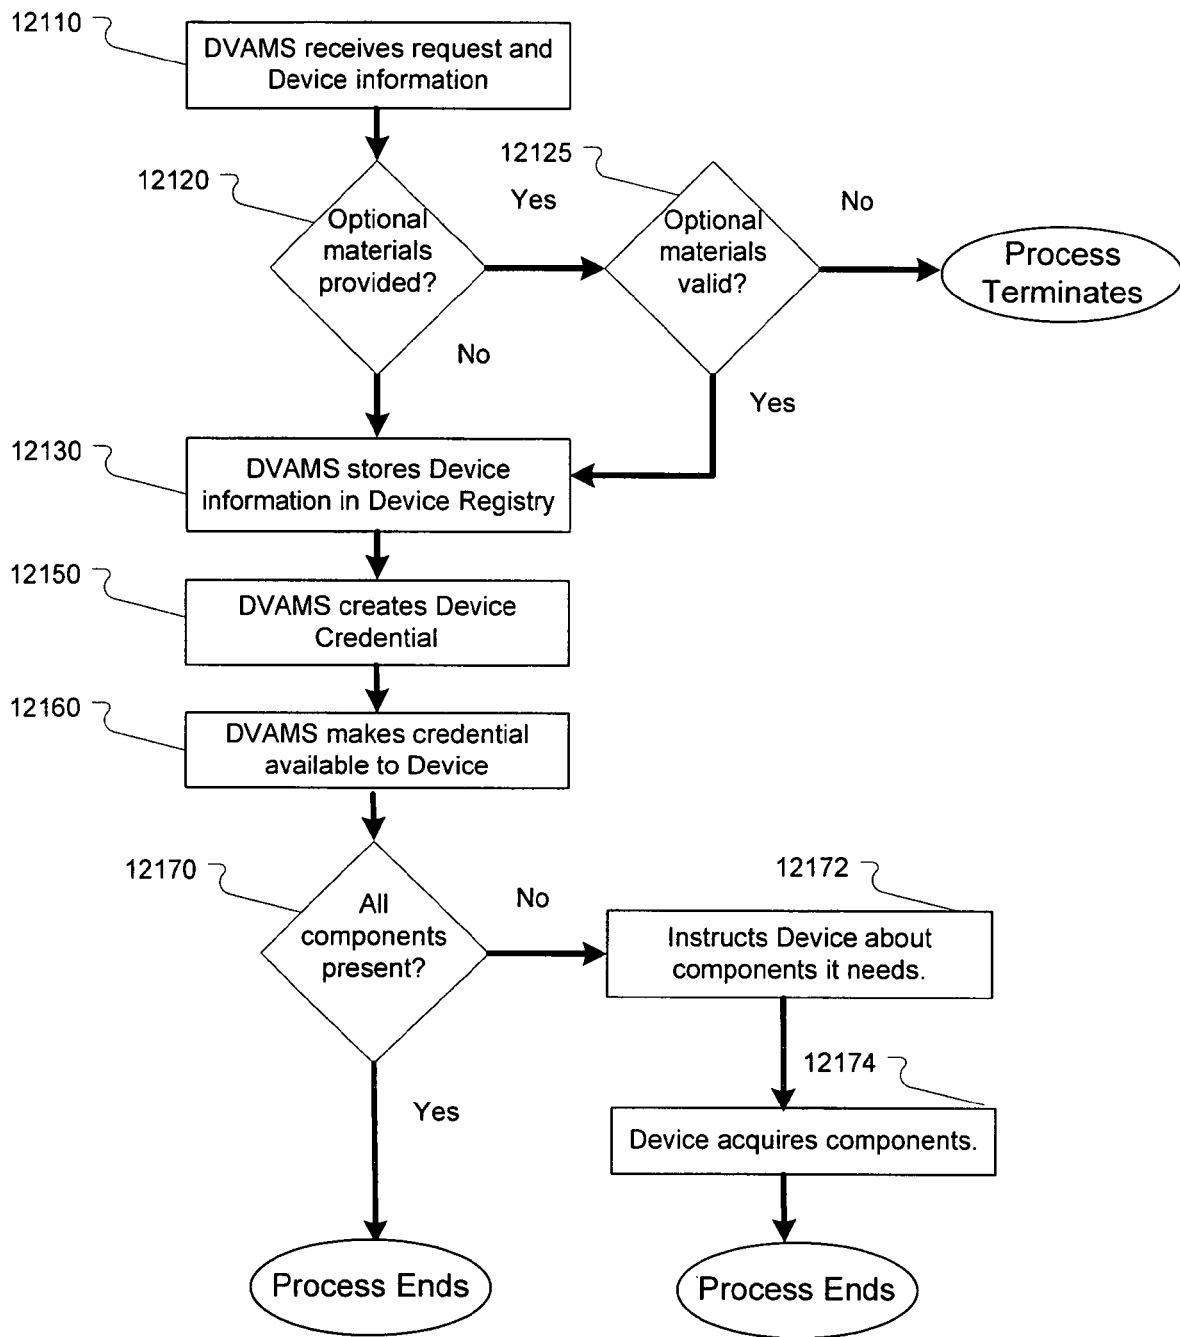 12110
DVAMS receives request and
Device information
12120
Optional
materials
provided?
Yes
12125
Optional
materials
valid?
No
Process
Terminates
No
Yes
12130
DVAMS stores Device
information in Device Registry
12150
DVAMS creates Device
Credential
12160
DVAMS makes credential
available to Device
12170
All
components
present?
No
12172
Instructs Device about
components it needs.
12174
Device acquires components.
Yes
Process Ends
Process Ends